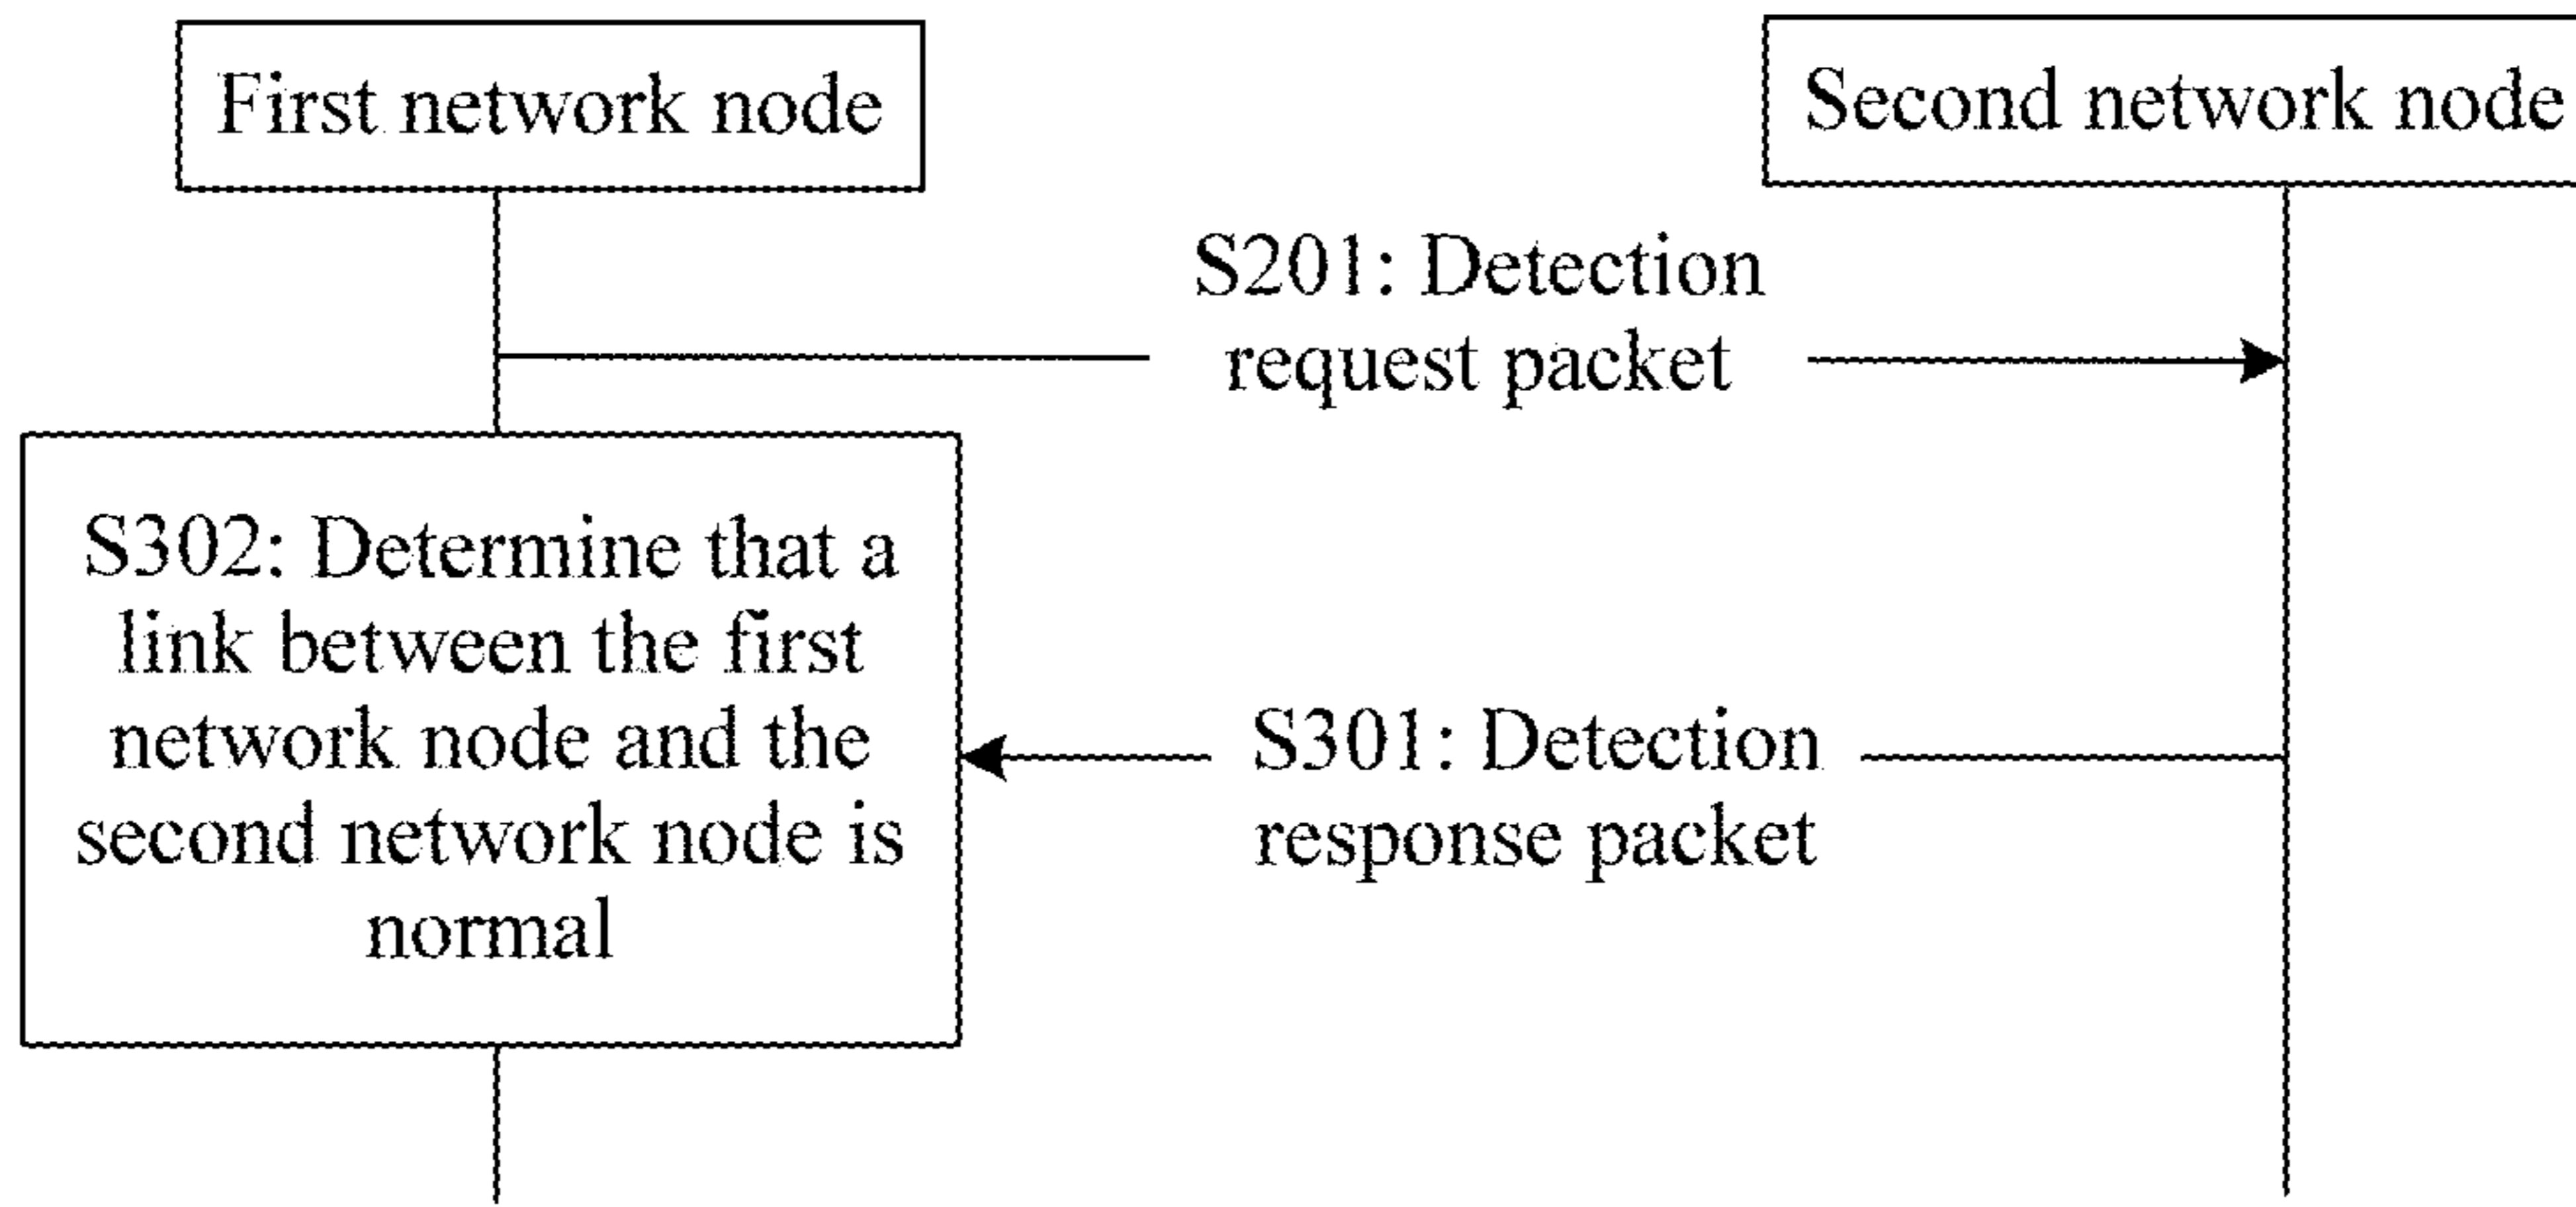 First network node
Second network node
S201: Detection
request packet
S302: Determine that a
link between the first
network node and the
second network node is
normal
S301: Detection
response packet